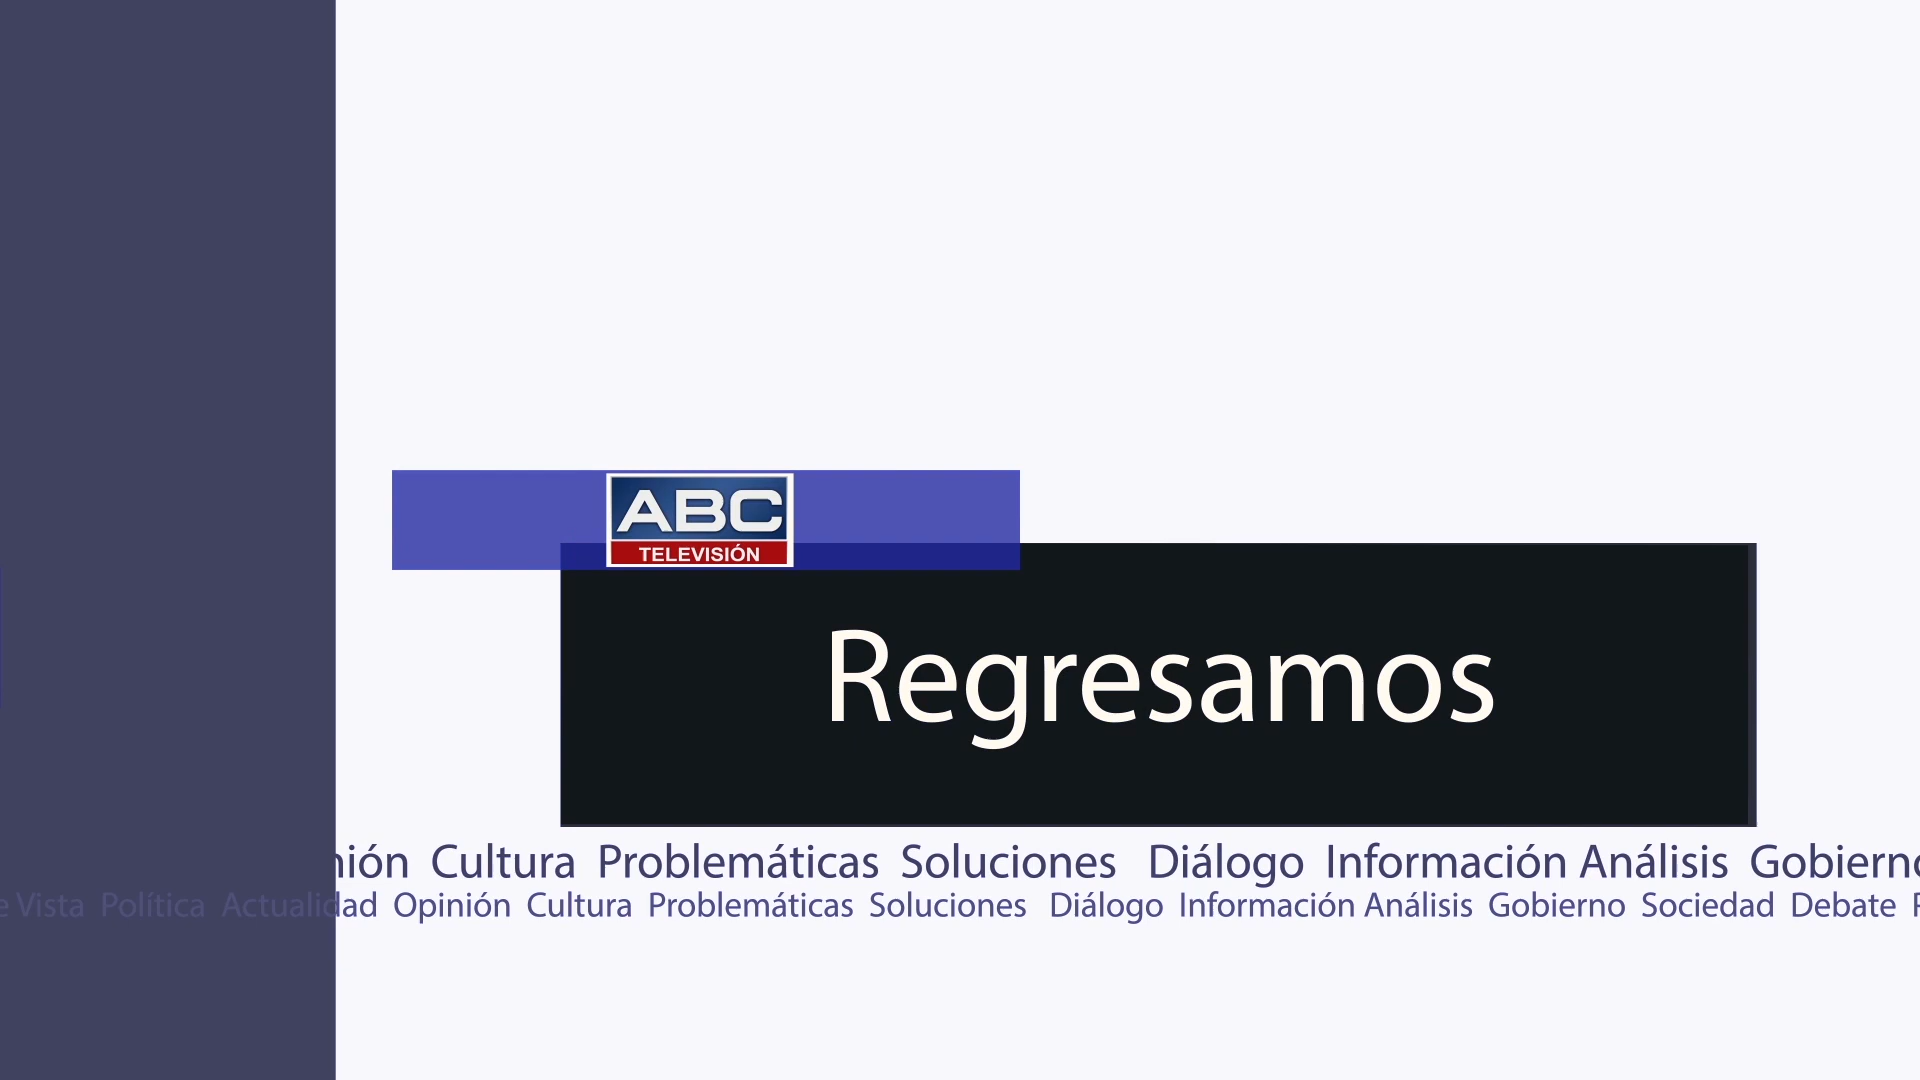 ABC
TELEVISIÓN
Regresamos
nión Cultura Problemáticas Soluciones Diálogo Información Análisis Gobierno
e Vista Política Actualidad Opinión Cultura Problemáticas Soluciones Diálogo Información Análisis Gobierno Sociedad Debate